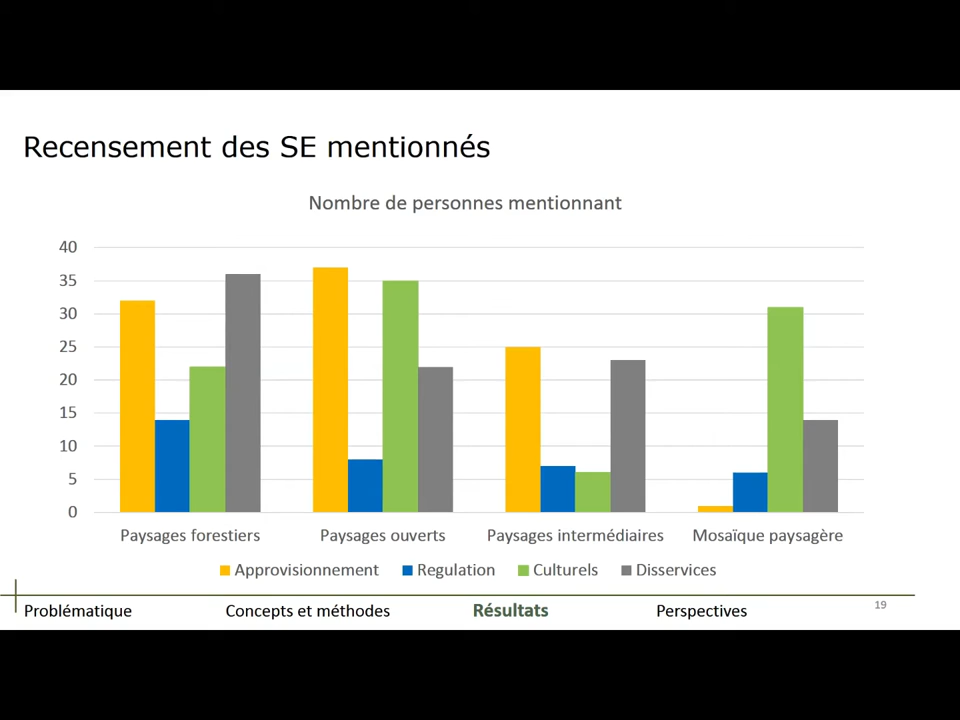 Recensement des SE mentionnés
Nombre de personnes mentionnant
40
35
30
25
20
15
10
5
0
Paysages forestiers Paysages ouverts Paysages intermédiaires Mosaïque paysagère
Approvisionnement Regulation Culturels Disservices
Problématique Concepts et méthodes Résultats Perspectives 19